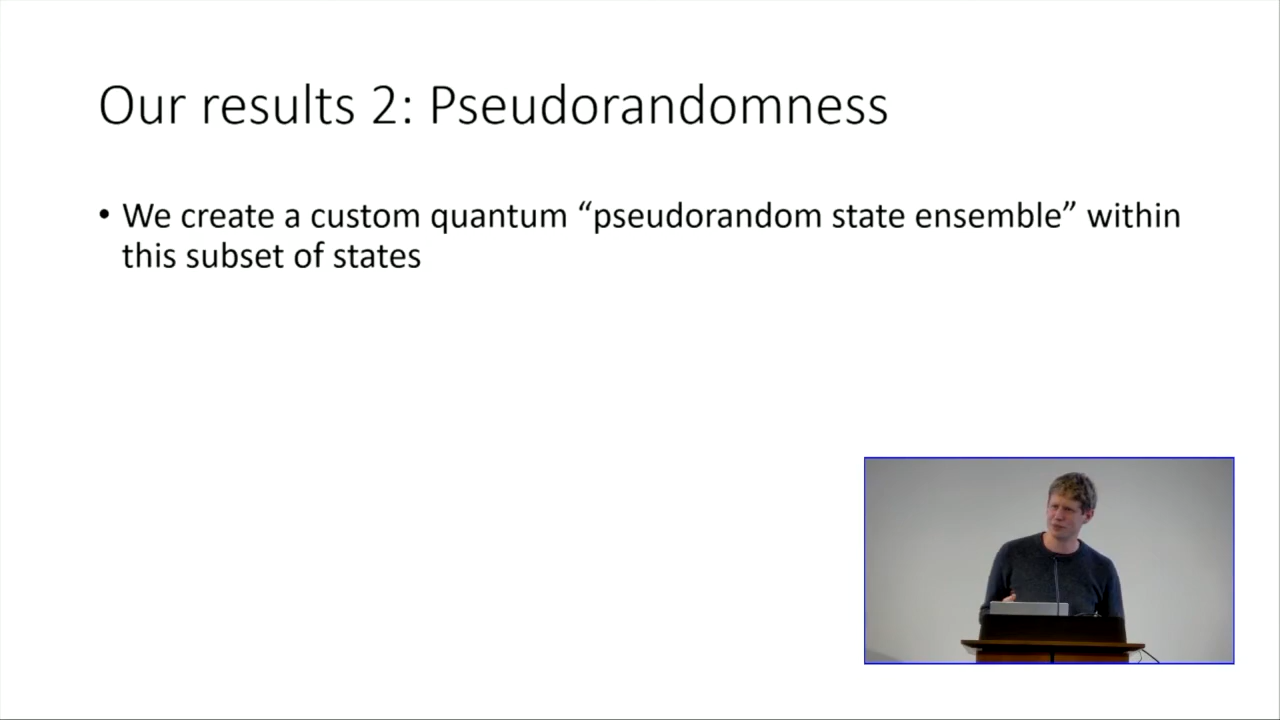 Our results 2: Pseudorandomness
• We create a custom quantum “pseudorandom state ensemble” within
this subset of states